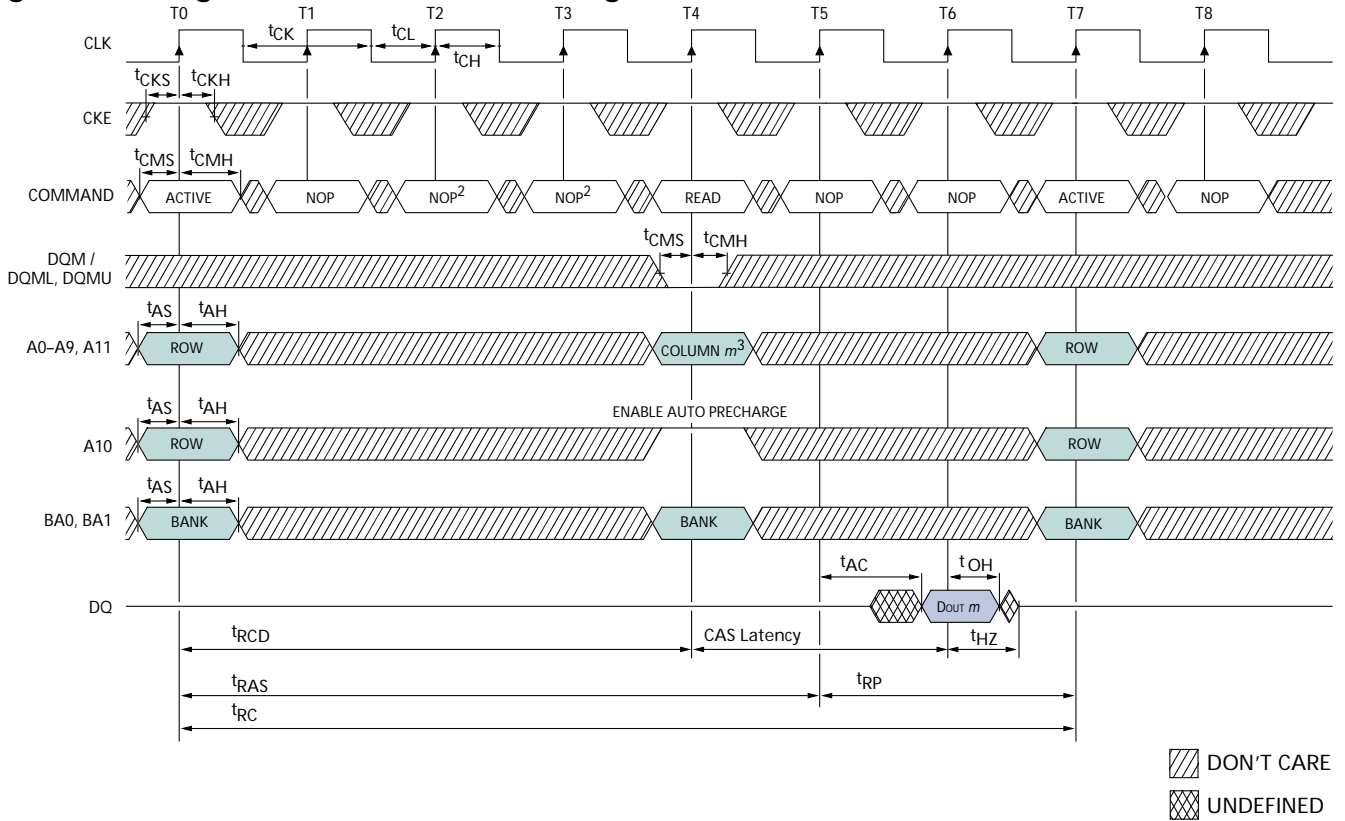 T0 T1 T2 T3 T4 T5 T6 T7 T8
CLK
tCK tCL
tCH
tCKS tCKH
CKE
tCMS tCMH
COMMAND ACTIVE NOP NOP2 NOP2 READ NOP NOP ACTIVE NOP
tCMS tCMH
DQM /
DQML, DQMU
tAS tAH
A0–A9, A11 ROW COLUMN m3 ROW
tAS tAH
ENABLE AUTO PRECHARGE
A10 ROW ROW
tAS tAH
BA0, BA1 BANK BANK BANK
tAC tOH
DQ DOUT m
tRCD CAS Latency tHZ
tRAS tRP
tRC
DON'T CARE
UNDEFINED